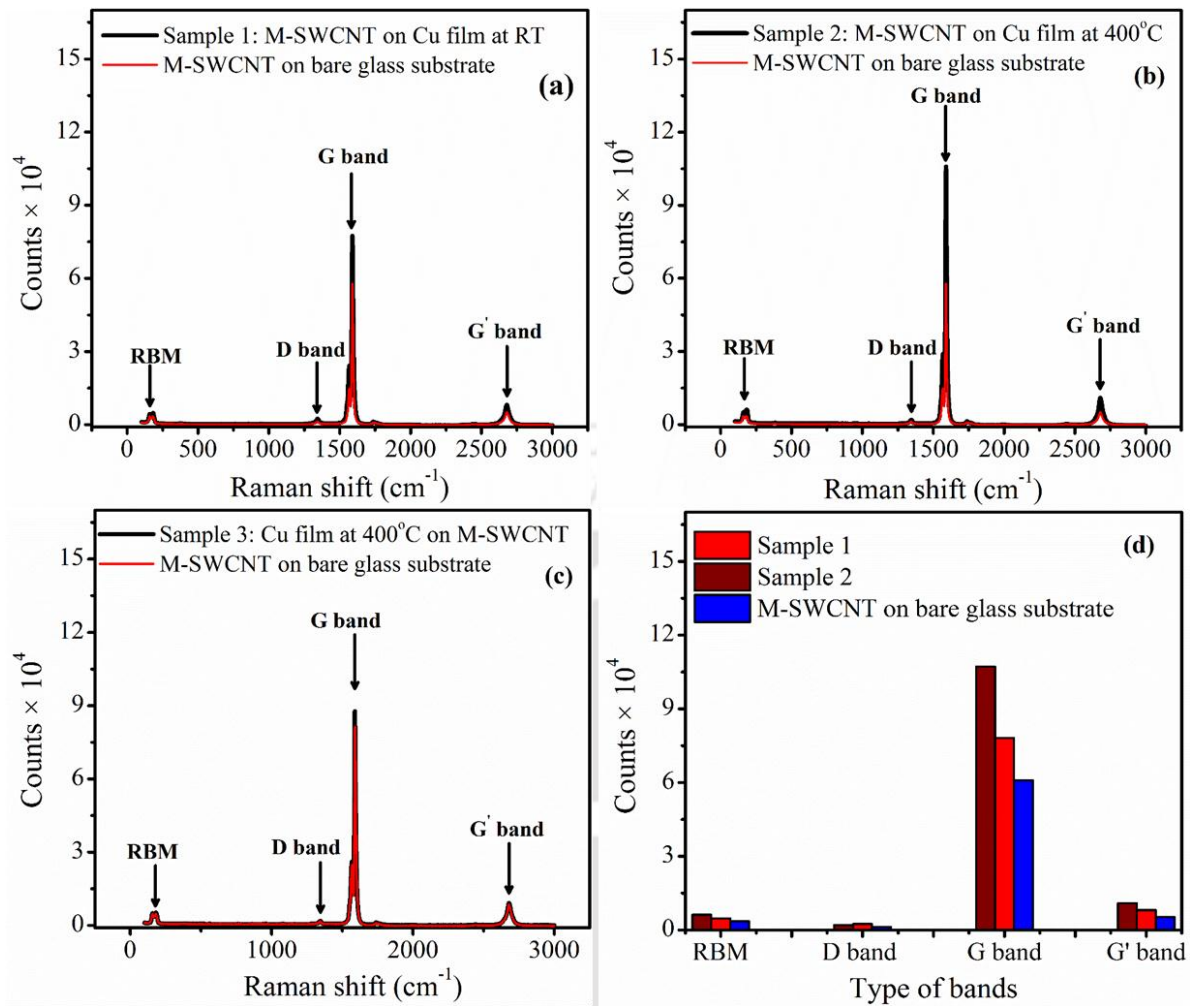 Sample 1: M-SWCNT on Cu film at RT
M-SWCNT on bare glass substrate
(a)
G band
G' band
D band
RBM
15
12
9
6
3
0
Counts × 10⁴
0 500 1000 1500 2000 2500 3000
Raman shift (cm⁻¹)
Sample 2: M-SWCNT on Cu film at 400°C
M-SWCNT on bare glass substrate
(b)
G band
G' band
D band
RBM
15
12
9
6
3
0
Counts × 10⁴
0 500 1000 1500 2000 2500 3000
Raman shift (cm⁻¹)
Sample 3: Cu film at 400°C on M-SWCNT
M-SWCNT on bare glass substrate
(c)
G band
G' band
D band
RBM
15
12
9
6
3
0
Counts × 10⁴
0 500 1000 1500 2000 2500 3000
Raman shift (cm⁻¹)
Sample 1
Sample 2
M-SWCNT on bare glass substrate
(d)
15
12
9
6
3
0
Counts × 10⁴
RBM D band G band G' band
Type of bands